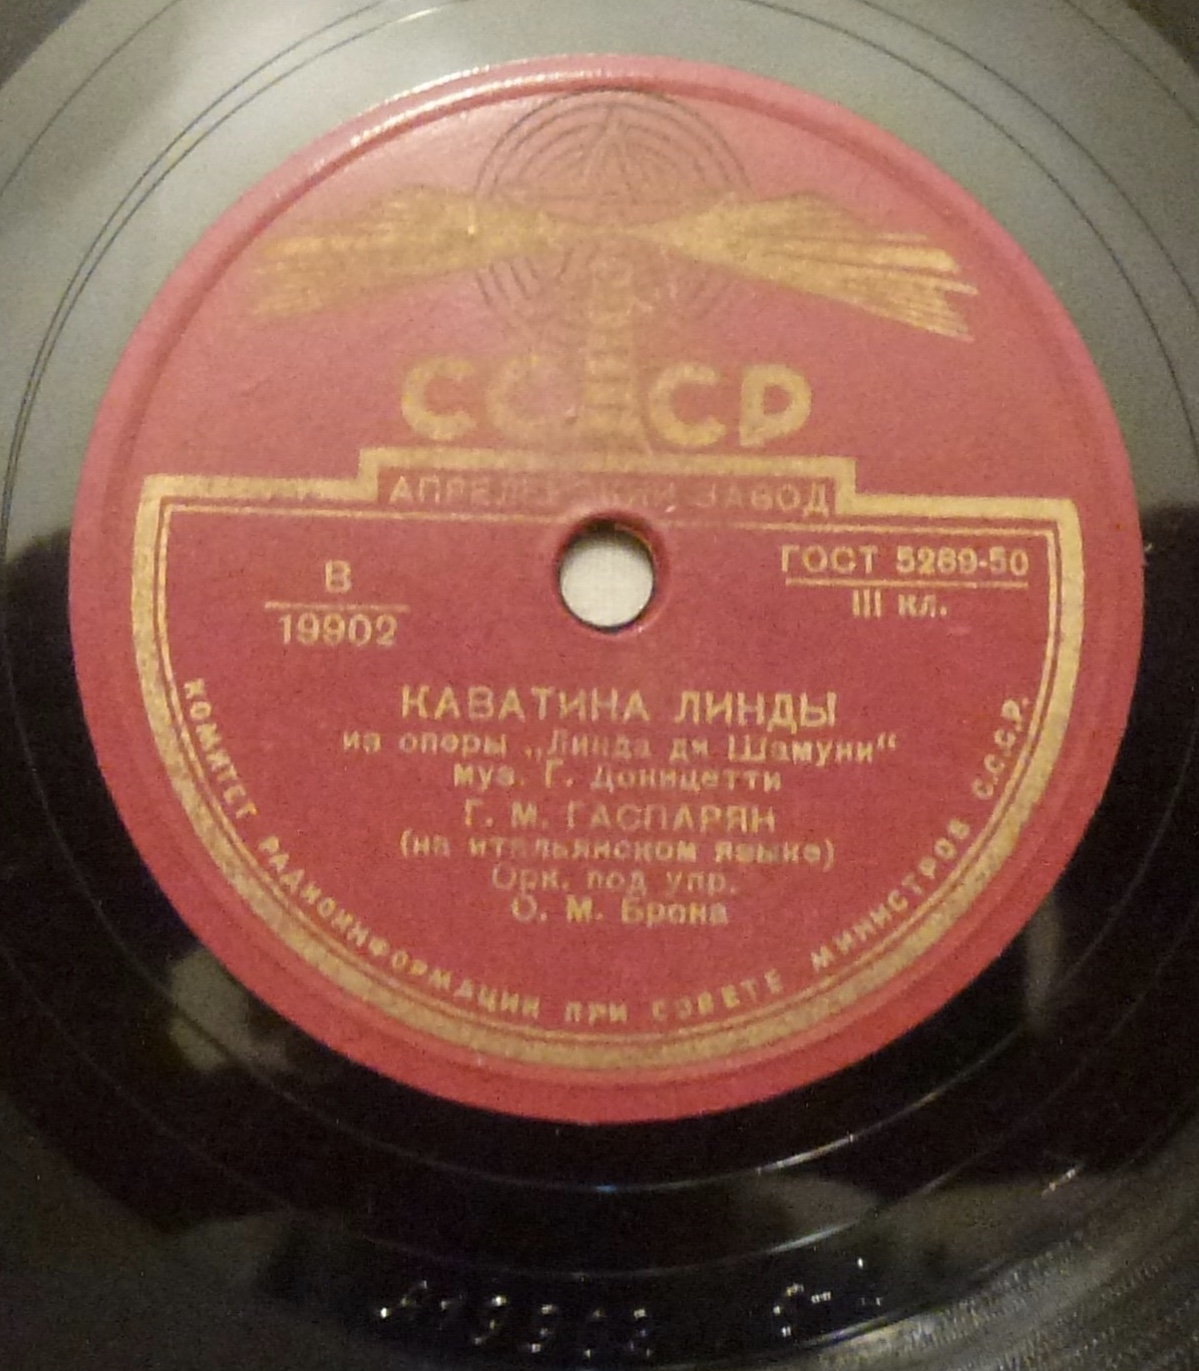 СССР
АПРЕЛЕВСКИЙ ЗАВОД
В
19902
ГОСТ 5289-50
III кл.
КАВАТИНА ЛИНДЫ
из оперы „Линда ди Шамуни“
муз. Г. Доницетти
Г. М. ГАСПАРЯН
(на итальянском языке)
Орк. под упр.
О. М. Брона
КОМИТЕТ РАДИОИНФОРМАЦИИ ПРИ СОВЕТЕ МИНИСТРОВ С.С.С.Р.